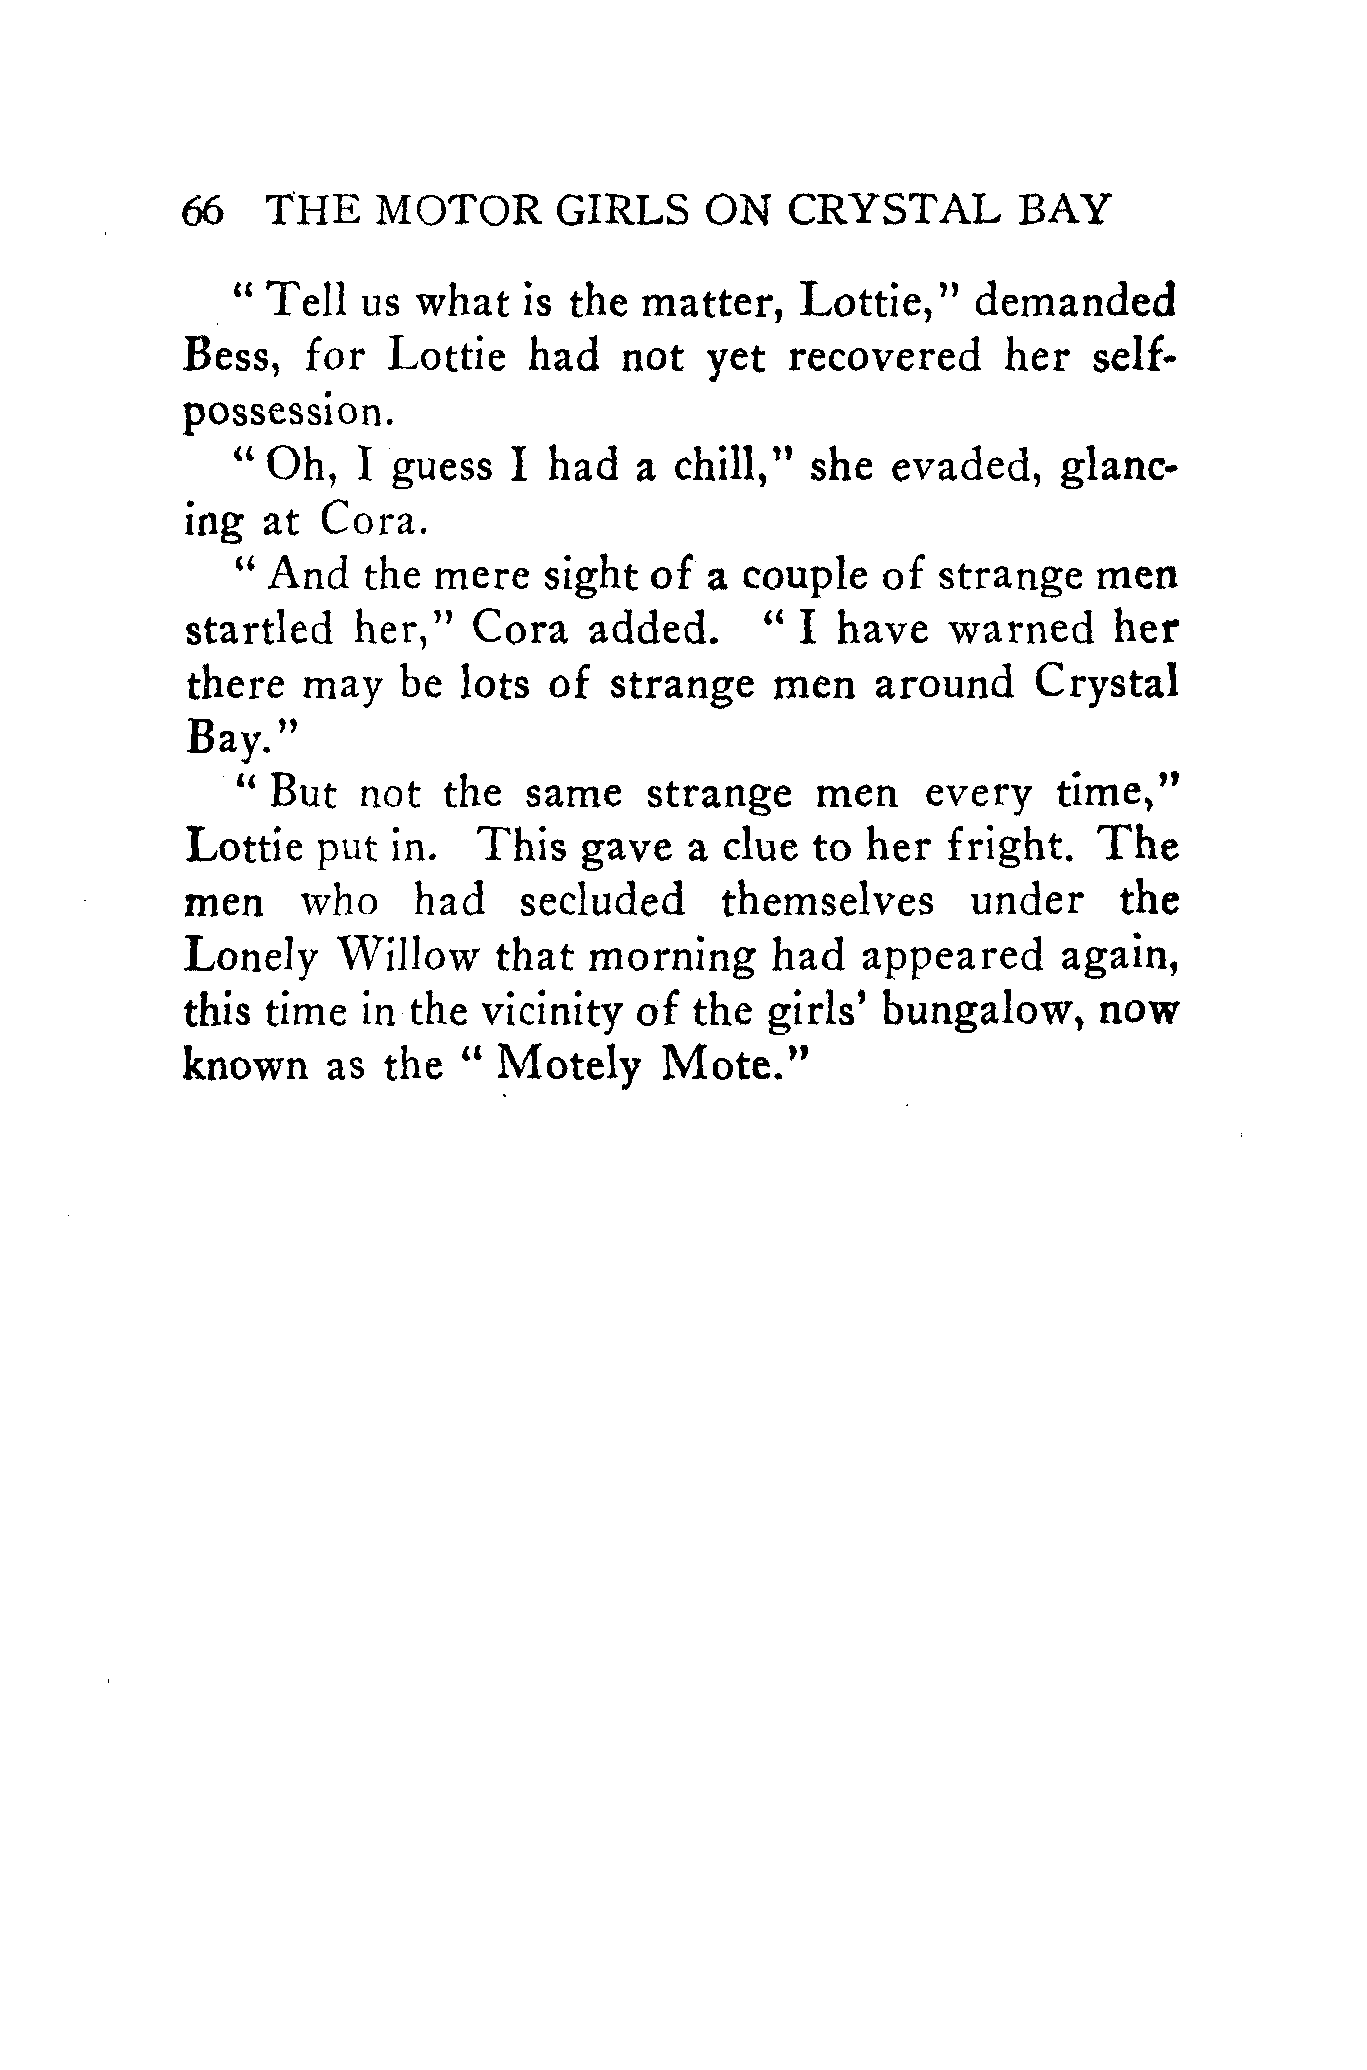 66 THE MOTOR GIRLS ON CRYSTAL BAY
“ Tell us what is the matter, Lottie,” demanded
Bess, for Lottie had not yet recovered her self-
possession.
“ Oh, I guess I had a chill,” she evaded, glanc-
ing at Cora.
“ And the mere sight of a couple of strange men
startled her,” Cora added. “ I have warned her
there may be lots of strange men around Crystal
Bay.”
“ But not the same strange men every time,”
Lottie put in. This gave a clue to her fright. The
men who had secluded themselves under the
Lonely Willow that morning had appeared again,
this time in the vicinity of the girls’ bungalow, now
known as the “ Motely Mote.”